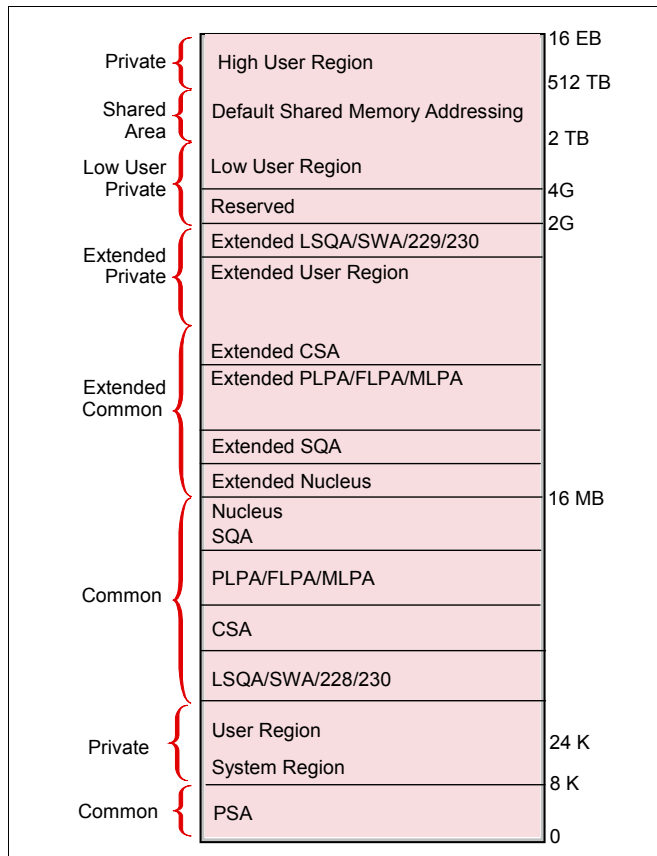 16 EB
Private
High User Region
512 TB
Shared
Area
Default Shared Memory Addressing
2 TB
Low User
Private
Low User Region
4G
Reserved
2G
Extended LSQA/SWA/229/230
Extended
Private
Extended User Region
Extended CSA
Extended PLPA/FLPA/MLPA
Extended
Common
Extended SQA
Extended Nucleus
16 MB
Nucleus
SQA
PLPA/FLPA/MLPA
Common
CSA
LSQA/SWA/228/230
User Region
24 K
Private
System Region
8 K
Common
PSA
0